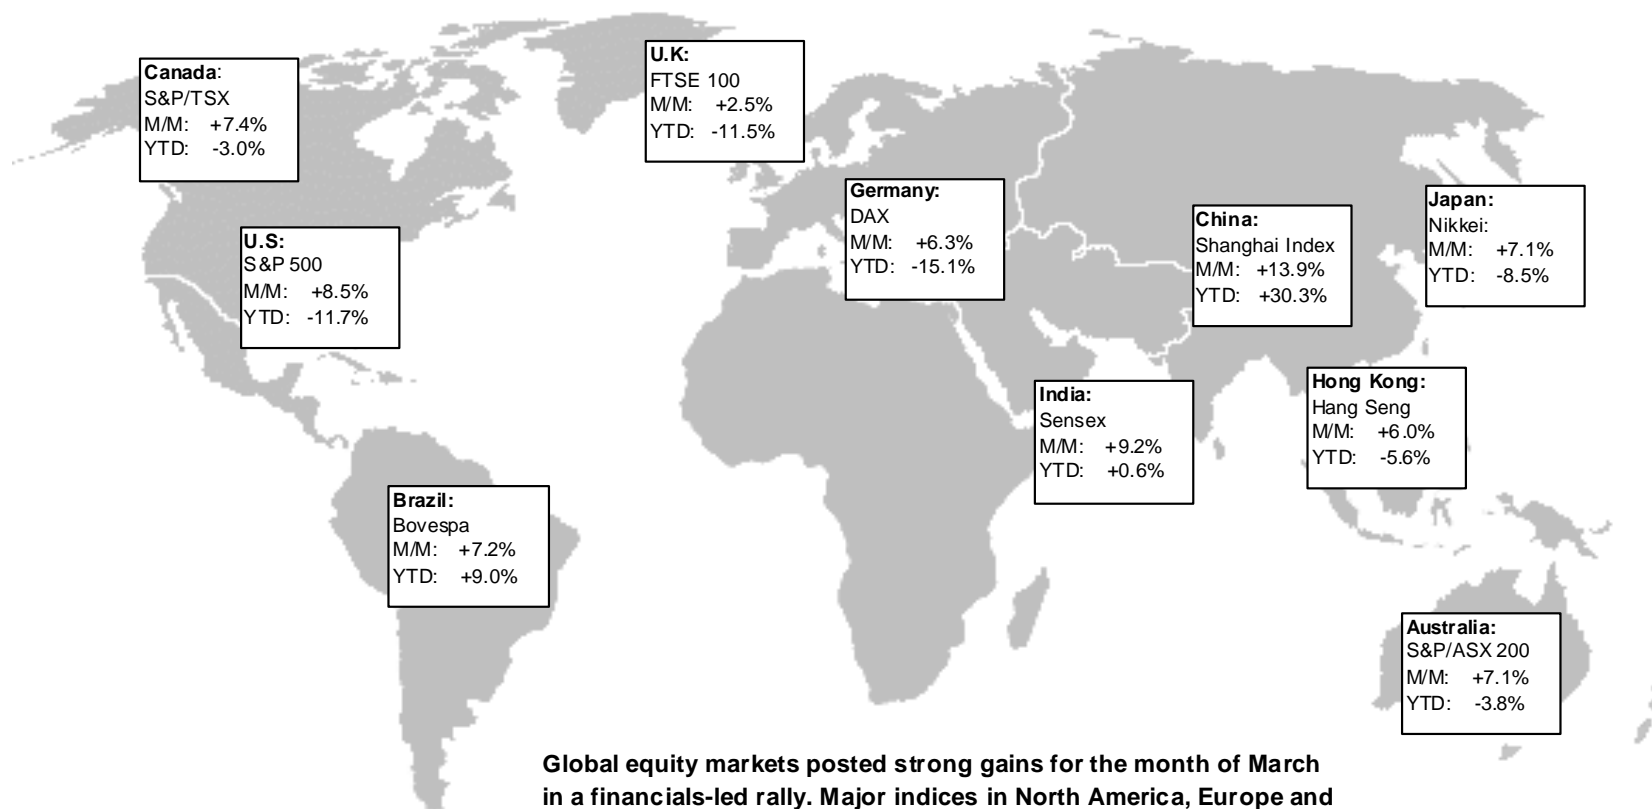 Canada:
S&P/TSX
M/M: +7.4%
YTD: -3.0%
U.K:
FTSE 100
M/M: +2.5%
YTD: -11.5%
U.S:
S&P 500
M/M: +8.5%
YTD: -11.7%
Germany:
DAX
M/M: +6.3%
YTD: -15.1%
China:
Shanghai Index
M/M: +13.9%
YTD: +30.3%
Japan:
Nikkei:
M/M: +7.1%
YTD: -8.5%
India:
Sensex
M/M: +9.2%
YTD: +0.6%
Hong Kong:
Hang Seng
M/M: +6.0%
YTD: -5.6%
Brazil:
Bovespa
M/M: +7.2%
YTD: +9.0%
Australia:
S&P/ASX 200
M/M: +7.1%
YTD: -3.8%
Global equity markets posted strong gains for the month of March
in a financials-led rally. Major indices in North America, Europe and